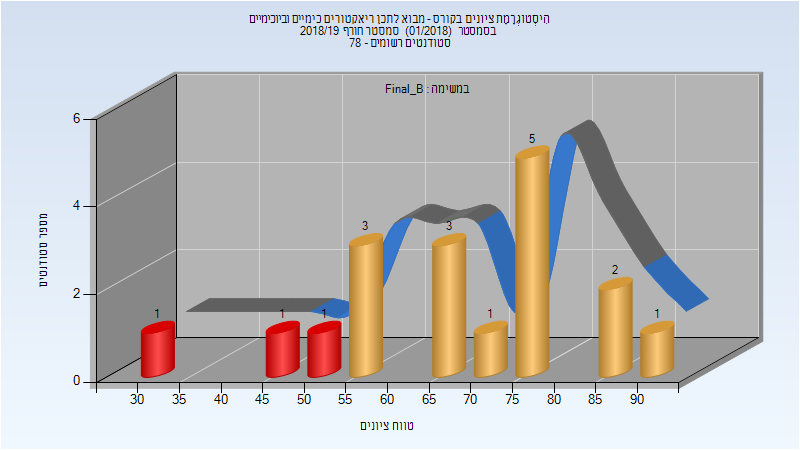 הִיסְטוֹגְרָמַת ציונים בקורס - מבוא לתכן ריאקטורים כימיים וביוכימיים
בסמסטר (01/2018) סמסטר חורף 2018/19
סטודנטים רשומים - 78
במשימה : Final_B
מספר סטודנטים
6
4
2
0
1
1
1
3
3
1
5
2
1
30 35 40 45 50 55 60 65 70 75 80 85 90
טווח ציונים